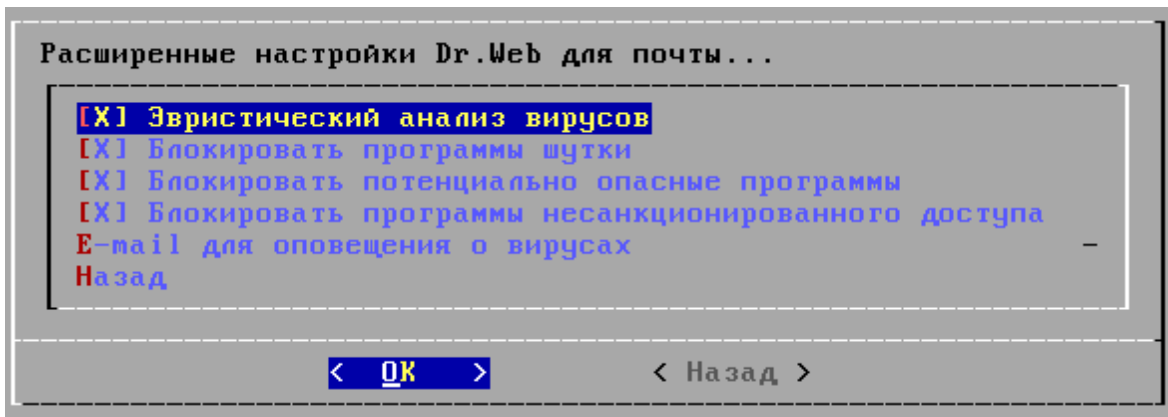 Расширенные настройки Dr.Web для почты...
[X] Эвристический анализ вирусов
[X] Блокировать программы шутки
[X] Блокировать потенциально опасные программы
[X] Блокировать программы несанкционированного доступа
E-mail для оповещения о вирусах –
Назад
< OK > < Назад >